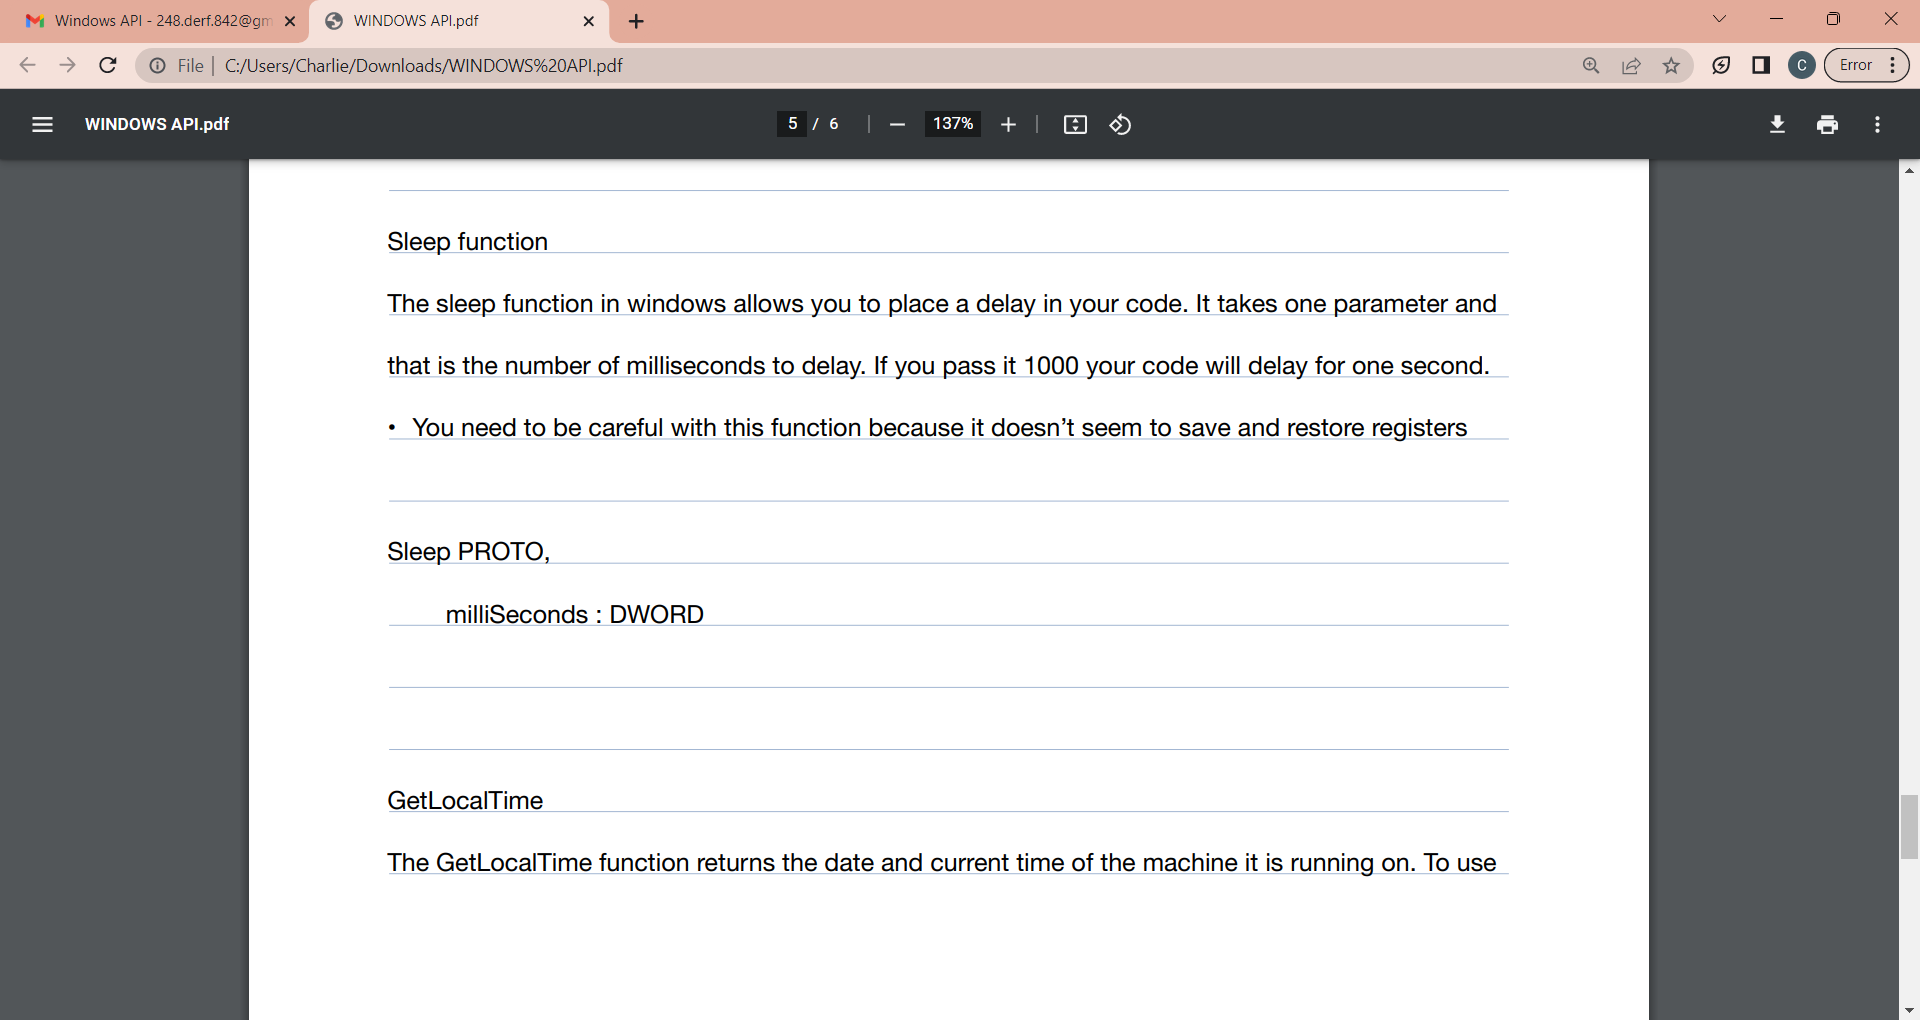 Windows API - 248.derf.842@gm
WINDOWS API.pdf
File | C:/Users/Charlie/Downloads/WINDOWS%20API.pdf
C
Error
WINDOWS API.pdf
5 / 6
137%
Sleep function
The sleep function in windows allows you to place a delay in your code. It takes one parameter and
that is the number of milliseconds to delay. If you pass it 1000 your code will delay for one second.
• You need to be careful with this function because it doesn’t seem to save and restore registers
Sleep PROTO,
milliSeconds : DWORD
GetLocalTime
The GetLocalTime function returns the date and current time of the machine it is running on. To use